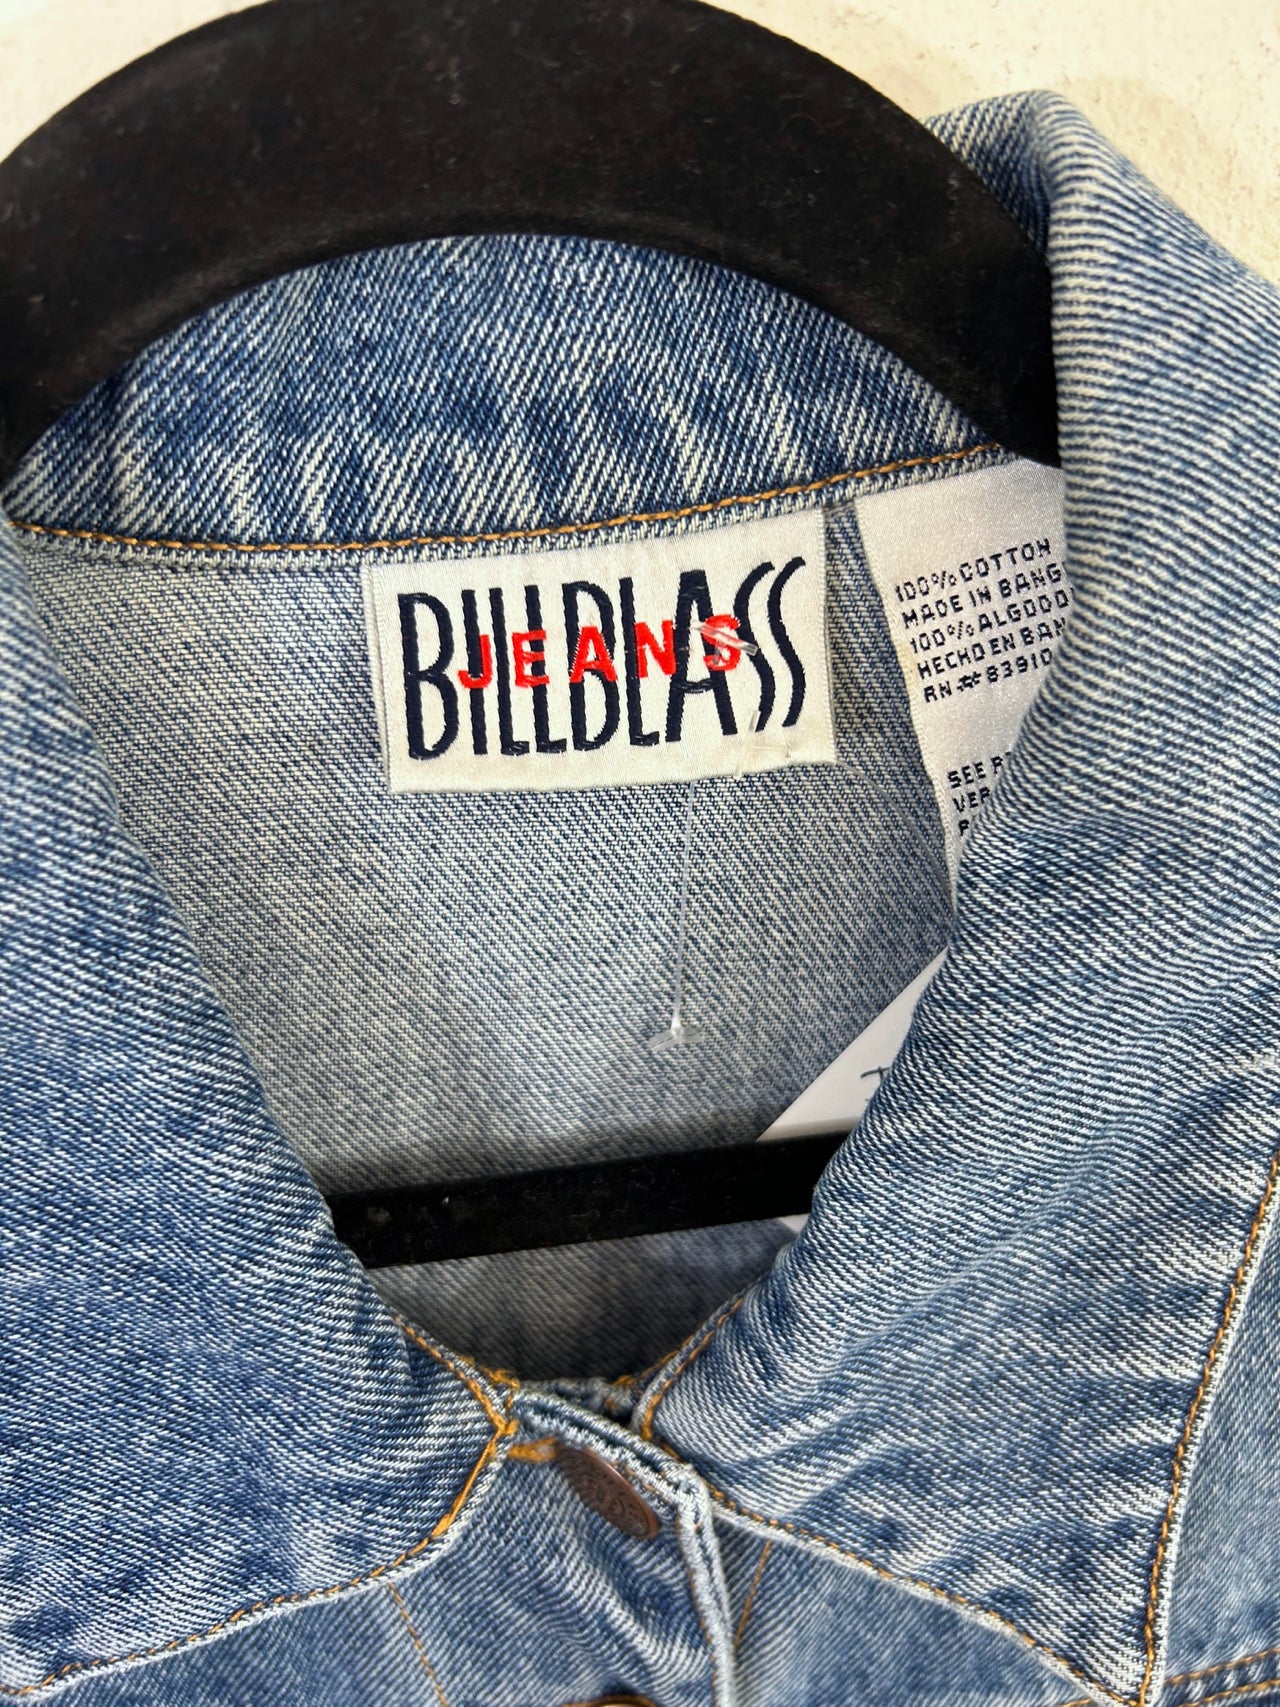 BILLBLASS
JEANS
100% COTTON
MADE IN BANG
100% ALGODO
HECHO EN BAN
RN # 83910
SEE
VER